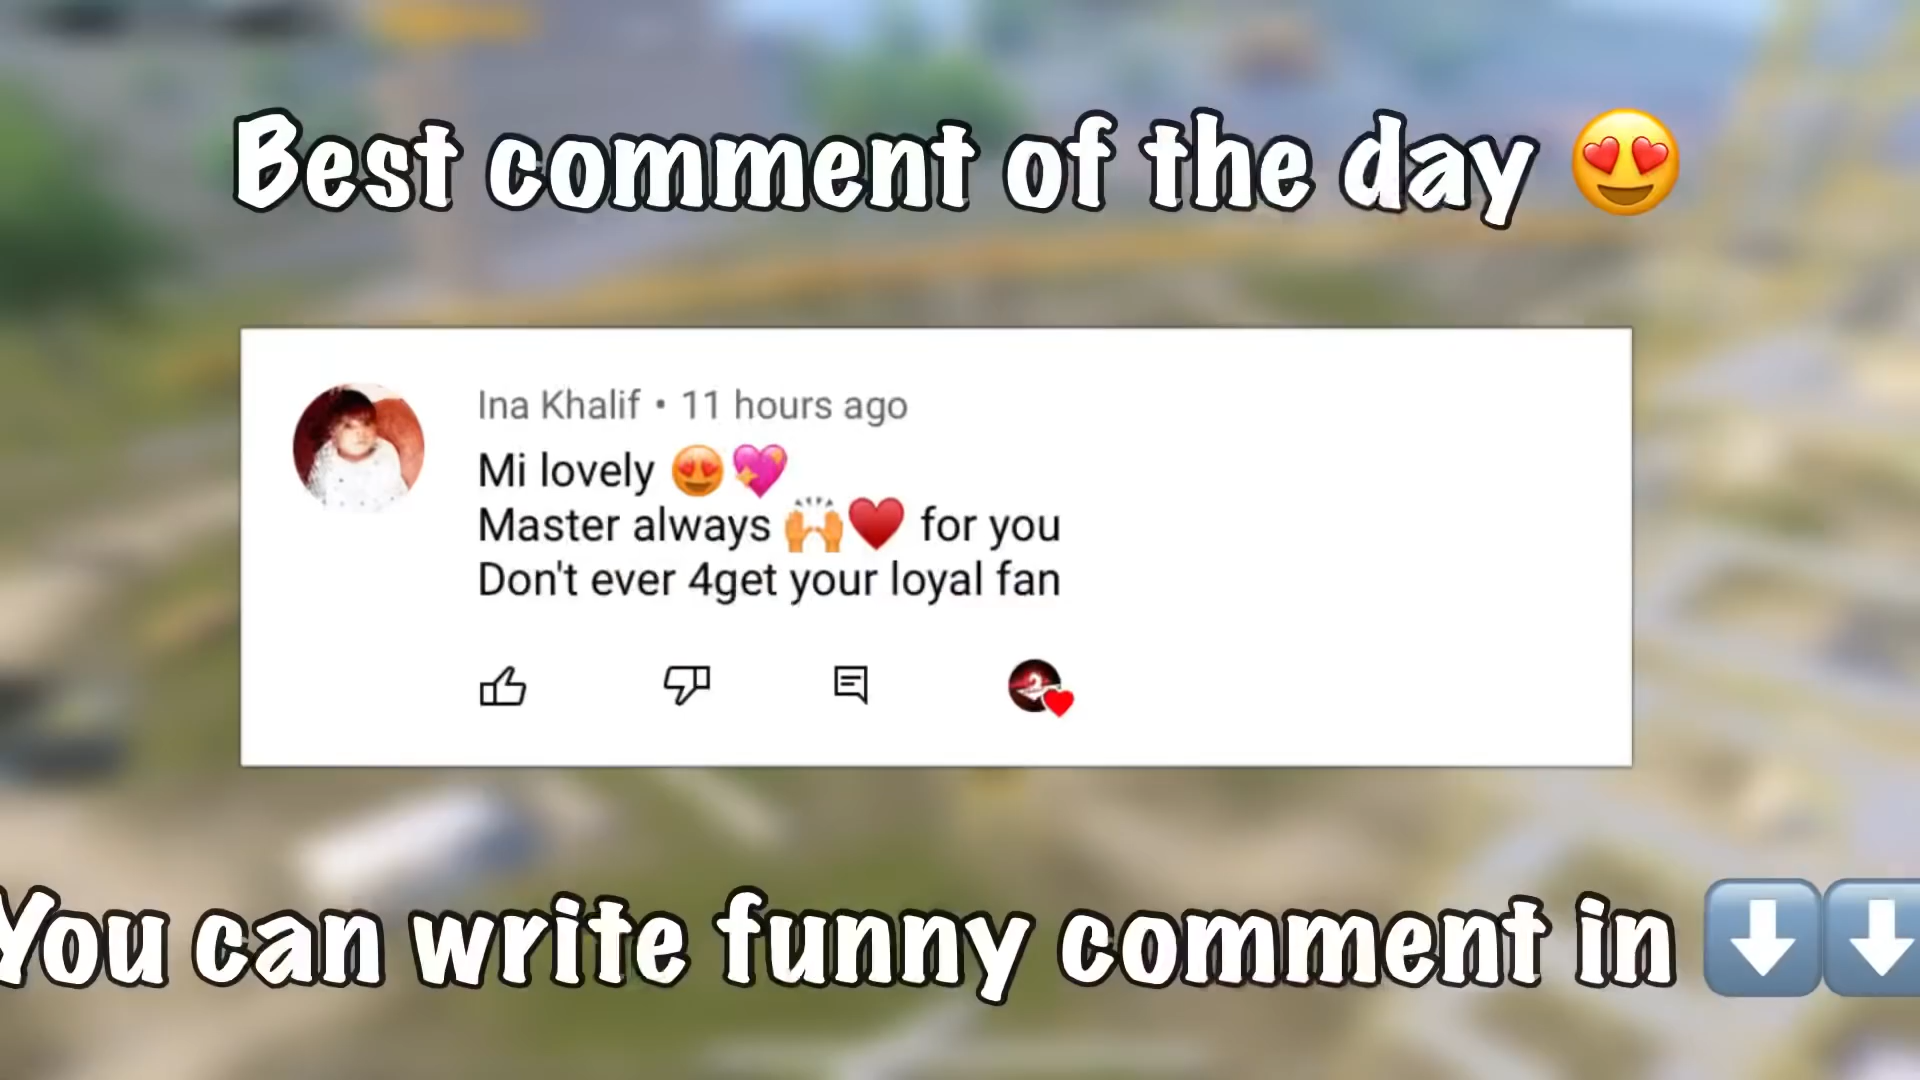 Best comment of the day 😍
Ina Khalif • 11 hours ago
Mi lovely 😍💖
Master always 🙌♥️ for you
Don't ever 4get your loyal fan
You can write funny comment in ⬇️⬇️